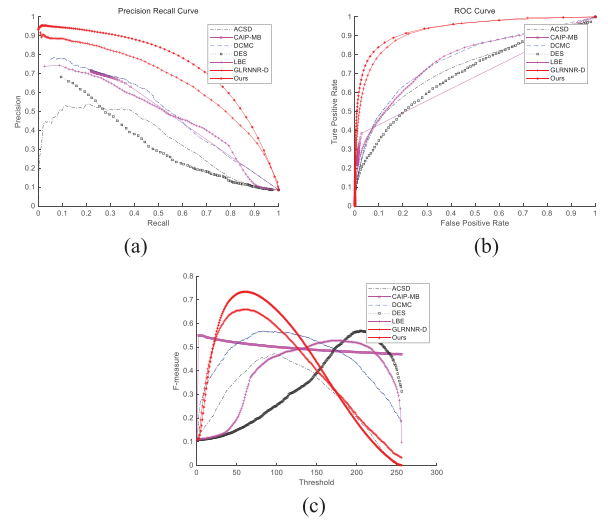 Precision Recall Curve
1
0.9
0.8
0.7
0.6
0.5
0.4
0.3
0.2
0.1
0
Precision
ACSD
CAIP-MB
DCMC
DES
LBE
GLRNNR-D
Ours
0 0.1 0.2 0.3 0.4 0.5 0.6 0.7 0.8 0.9 1
Recall
(a)
ROC Curve
1
0.9
0.8
0.7
0.6
0.5
0.4
0.3
0.2
0.1
0
Ture Positive Rate
ACSD
CAIP-MB
DCMC
DES
LBE
GLRNNR-D
Ours
0 0.1 0.2 0.3 0.4 0.5 0.6 0.7 0.8 0.9 1
False Positive Rate
(b)
0.8
0.7
0.6
0.5
0.4
0.3
0.2
0.1
0
F-measure
ACSD
CAIP-MB
DCMC
DES
LBE
GLRNNR-D
Ours
0 50 100 150 200 250 300
Threshold
(c)